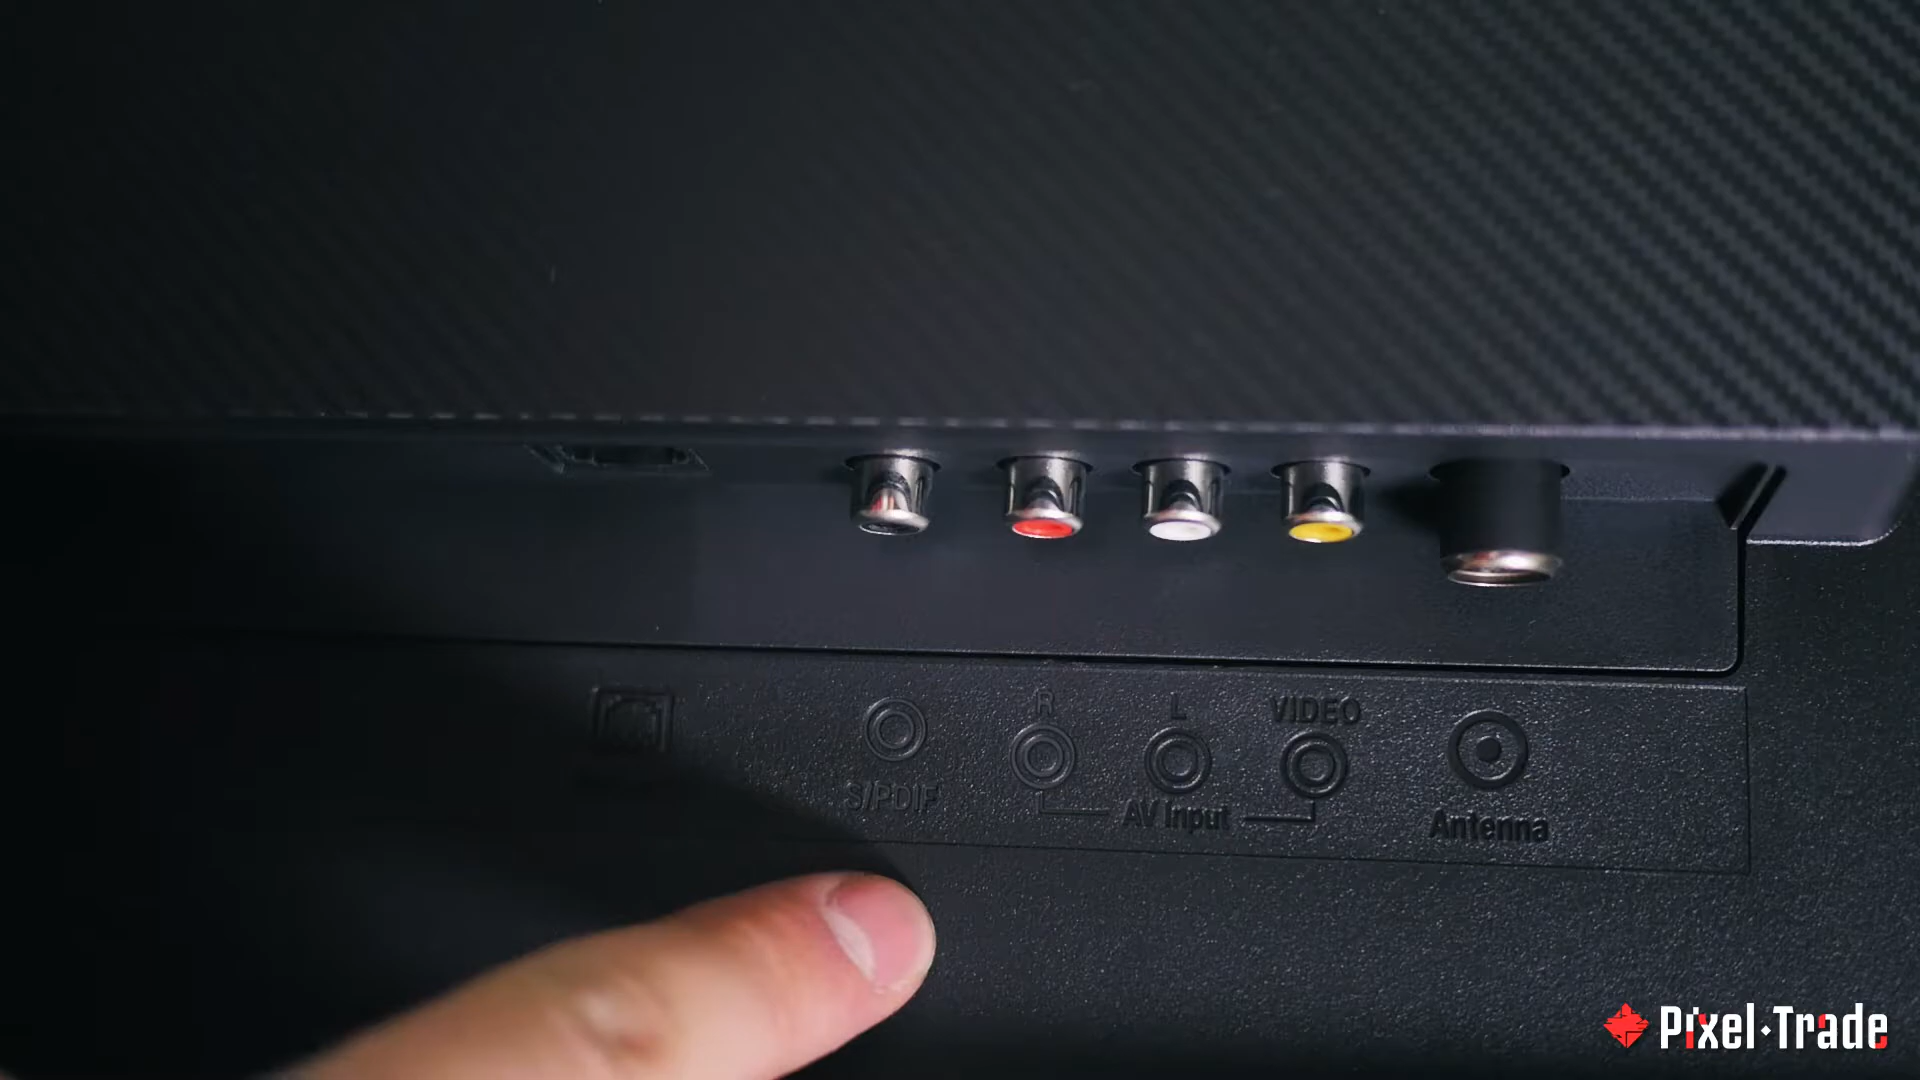 R
L
VIDEO
S/PDIF
AV Input
Antenna
Pixel·Trade